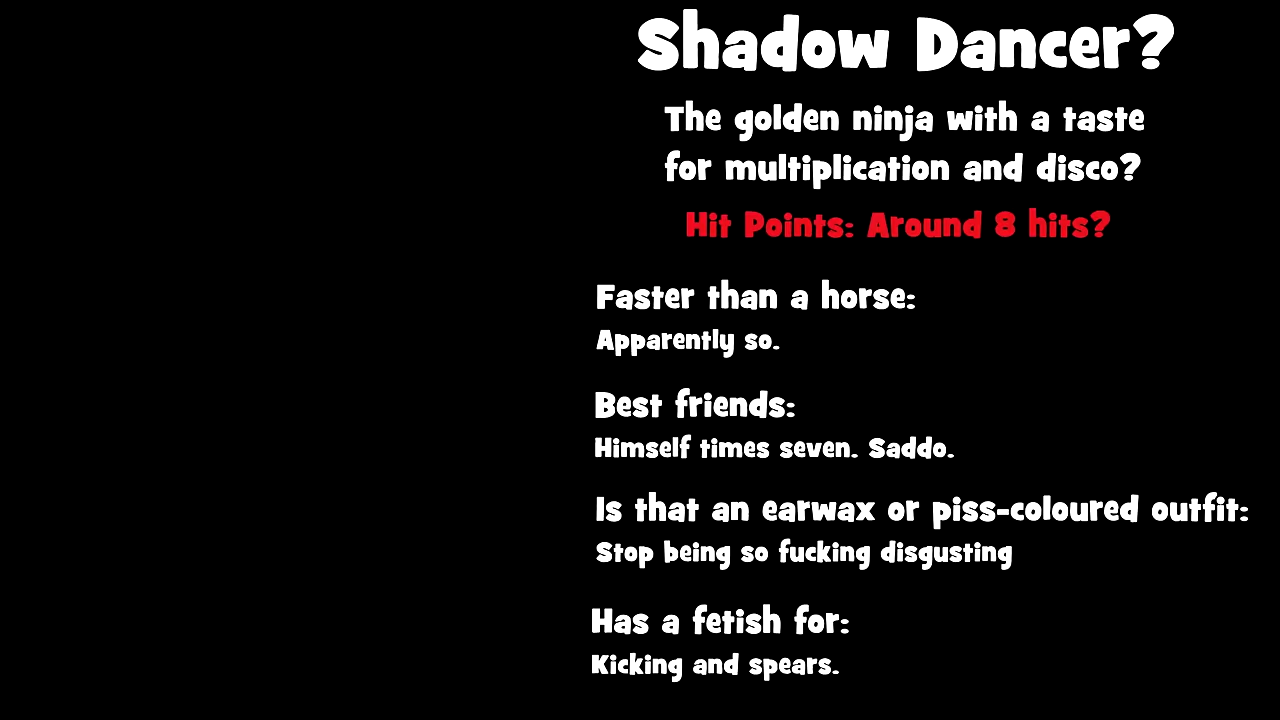 Shadow Dancer?
The golden ninja with a taste
for multiplication and disco?
Hit Points: Around 8 hits?
Faster than a horse:
Apparently so.
Best friends:
Himself times seven. Saddo.
Is that an earwax or piss-coloured outfit:
Stop being so fucking disgusting
Has a fetish for:
Kicking and spears.